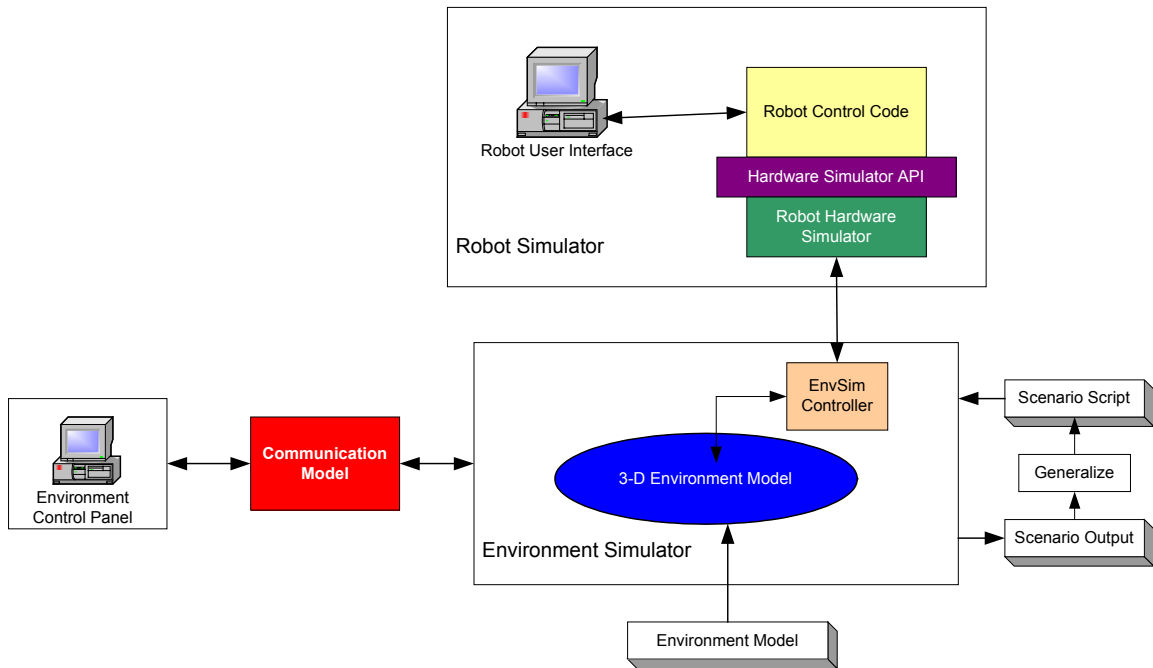 Robot Control Code
Robot User Interface
Hardware Simulator API
Robot Hardware
Simulator
Robot Simulator
EnvSim
Controller
Scenario Script
Communication
Model
3-D Environment Model
Generalize
Environment
Control Panel
Scenario Output
Environment Simulator
Environment Model